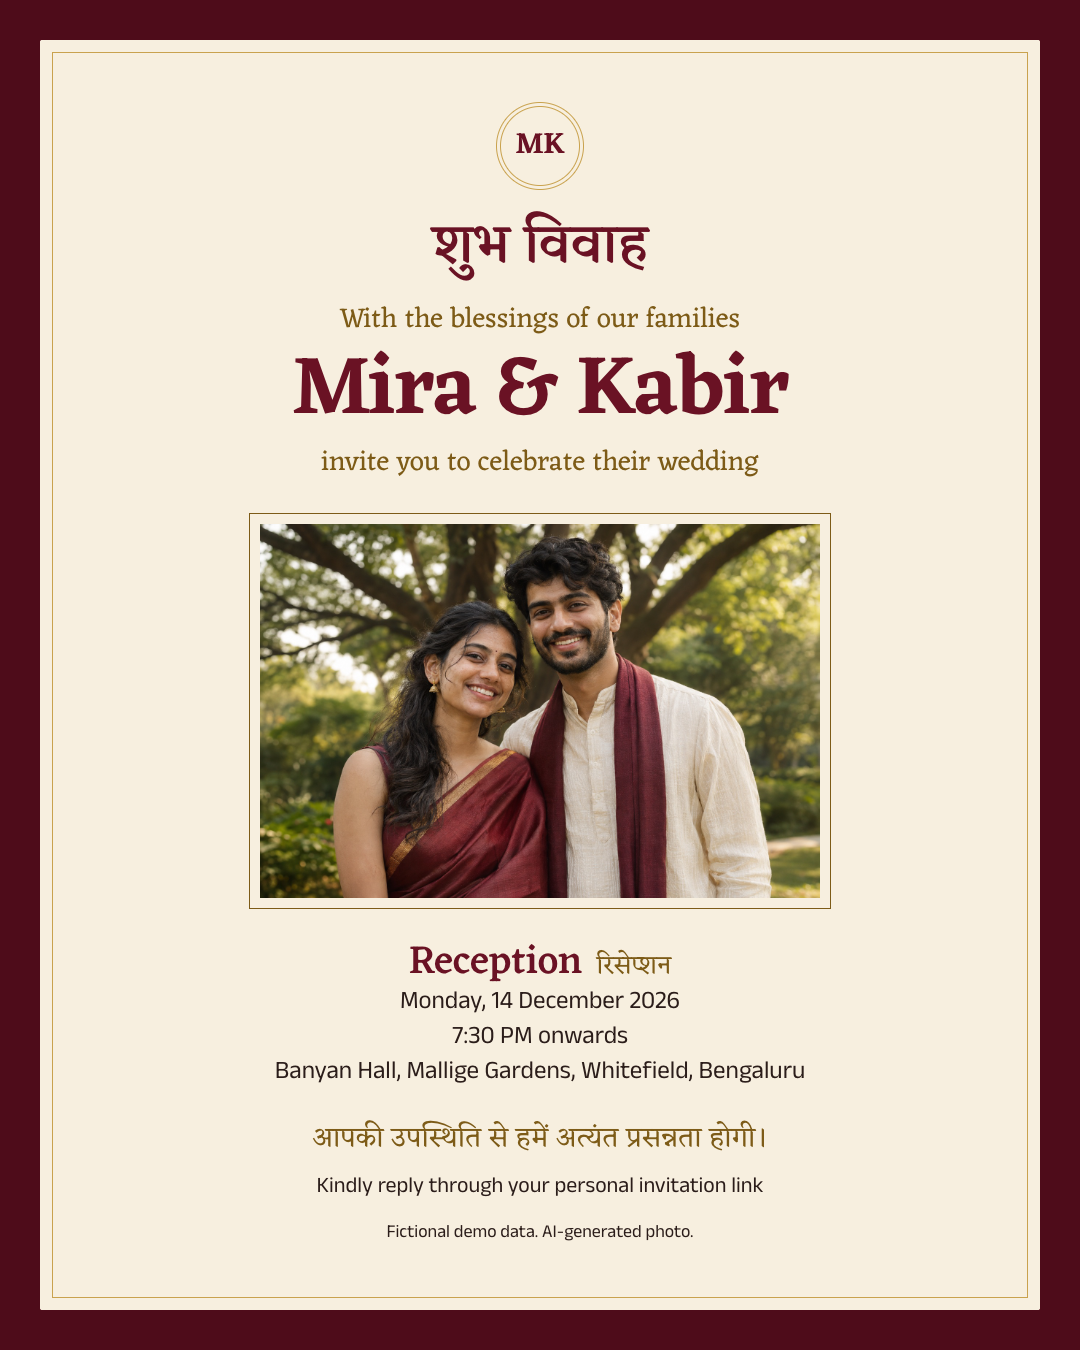 MK
शुभ विवाह
With the blessings of our families
Mira & Kabir
invite you to celebrate their wedding
Reception रिसेप्शन
Monday, 14 December 2026
7:30 PM onwards
Banyan Hall, Mallige Gardens, Whitefield, Bengaluru
आपकी उपस्थिति से हमें अत्यंत प्रसन्नता होगी।
Kindly reply through your personal invitation link
Fictional demo data. AI-generated photo.